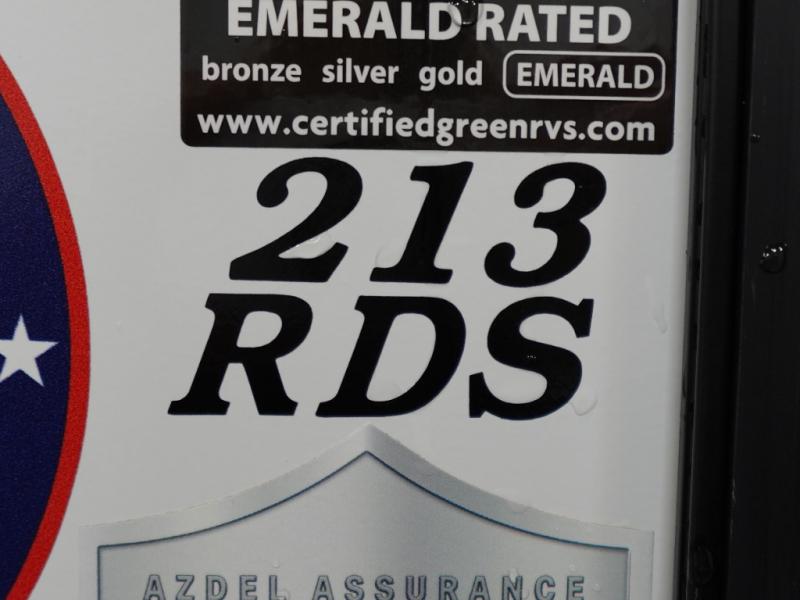 EMERALD RATED
bronze silver gold EMERALD
www.certifiedgreenrvs.com
213
RDS
AZDEL ASSURANCE